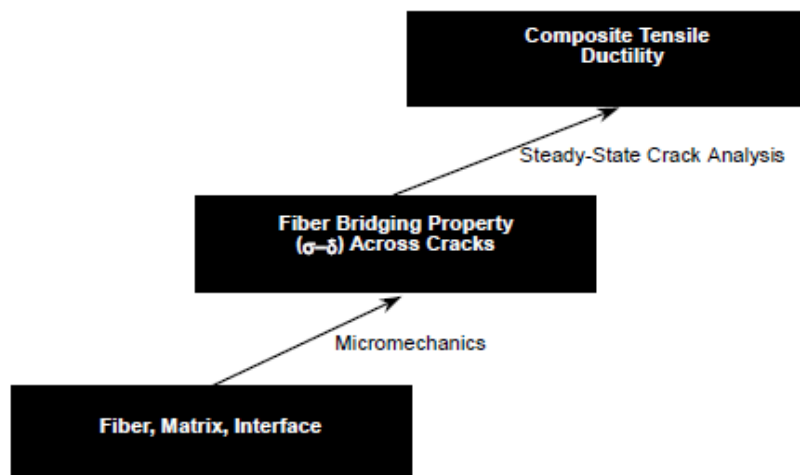 Composite Tensile
Ductility
Steady-State Crack Analysis
Fiber Bridging Property
(σ–δ) Across Cracks
Micromechanics
Fiber, Matrix, Interface